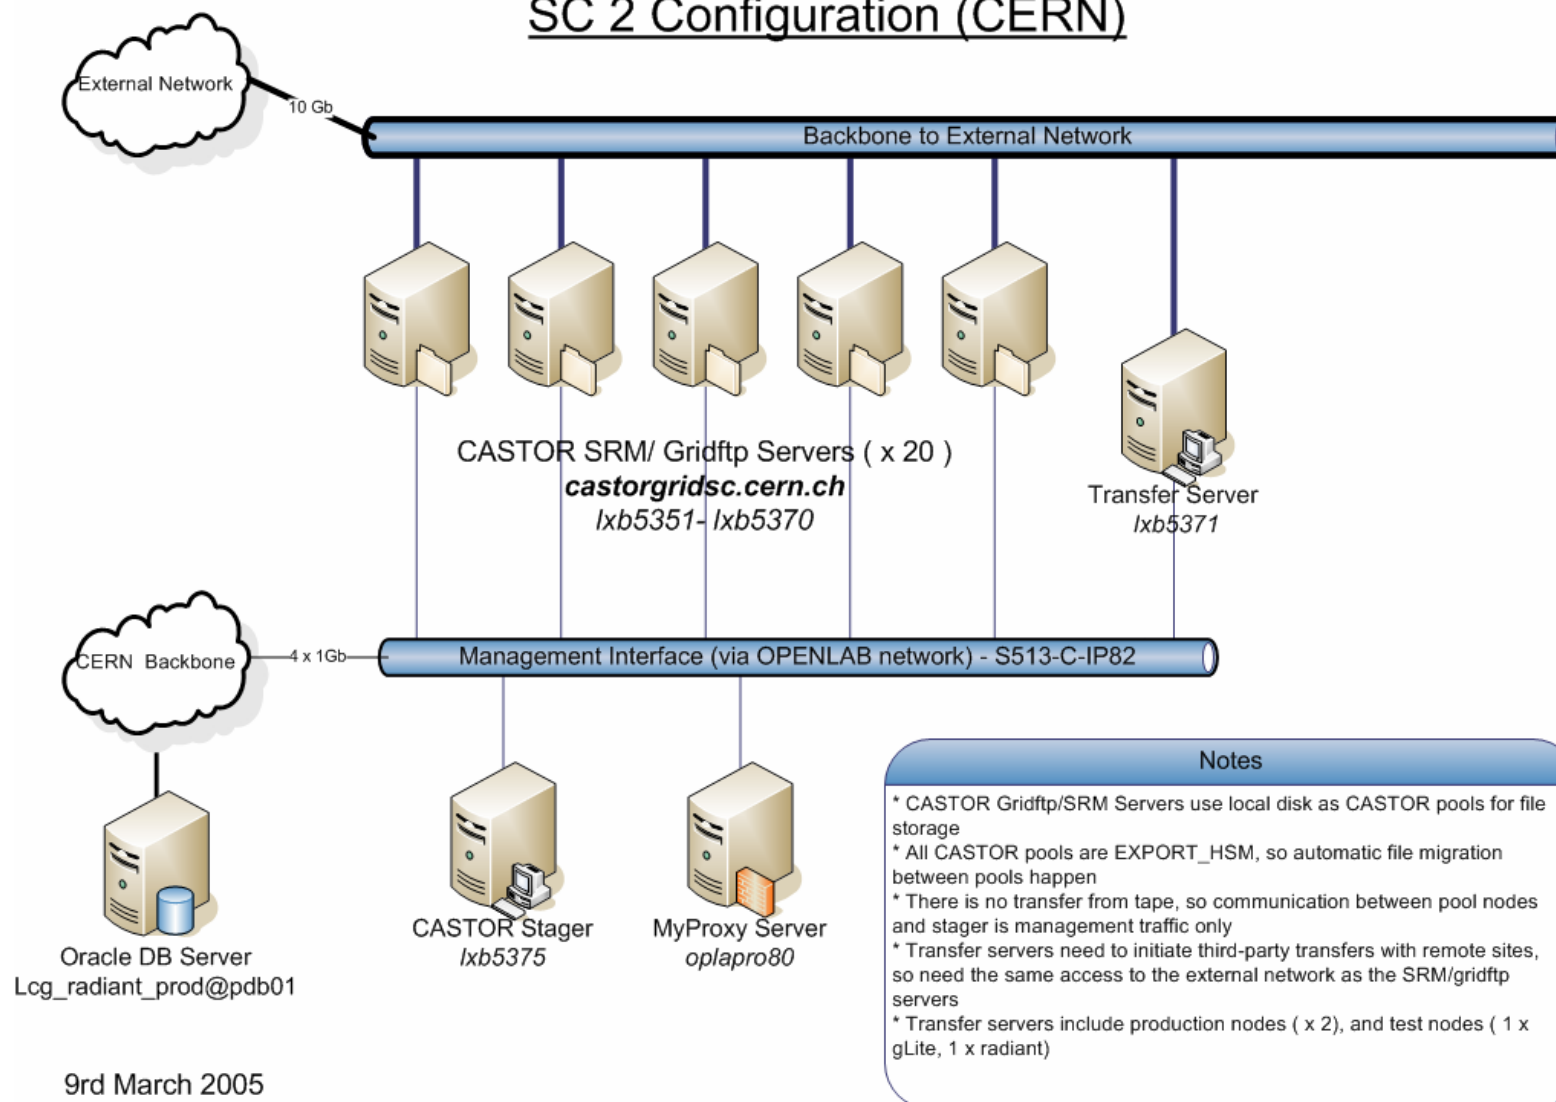 SC 2 Configuration (CERN)
External Network
10 Gb
Backbone to External Network
CASTOR SRM/ Gridftp Servers ( x 20 )
castorgridsc.cern.ch
lxb5351- lxb5370
Transfer Server
lxb5371
CERN Backbone
4 x 1Gb
Management Interface (via OPENLAB network) - S513-C-IP82
Oracle DB Server
Lcg_radiant_prod@pdb01
CASTOR Stager
lxb5375
MyProxy Server
oplapro80
Notes
* CASTOR Gridftp/SRM Servers use local disk as CASTOR pools for file
storage
* All CASTOR pools are EXPORT_HSM, so automatic file migration
between pools happen
* There is no transfer from tape, so communication between pool nodes
and stager is management traffic only
* Transfer servers need to initiate third-party transfers with remote sites,
so need the same access to the external network as the SRM/gridftp
servers
* Transfer servers include production nodes ( x 2), and test nodes ( 1 x
gLite, 1 x radiant)
9rd March 2005